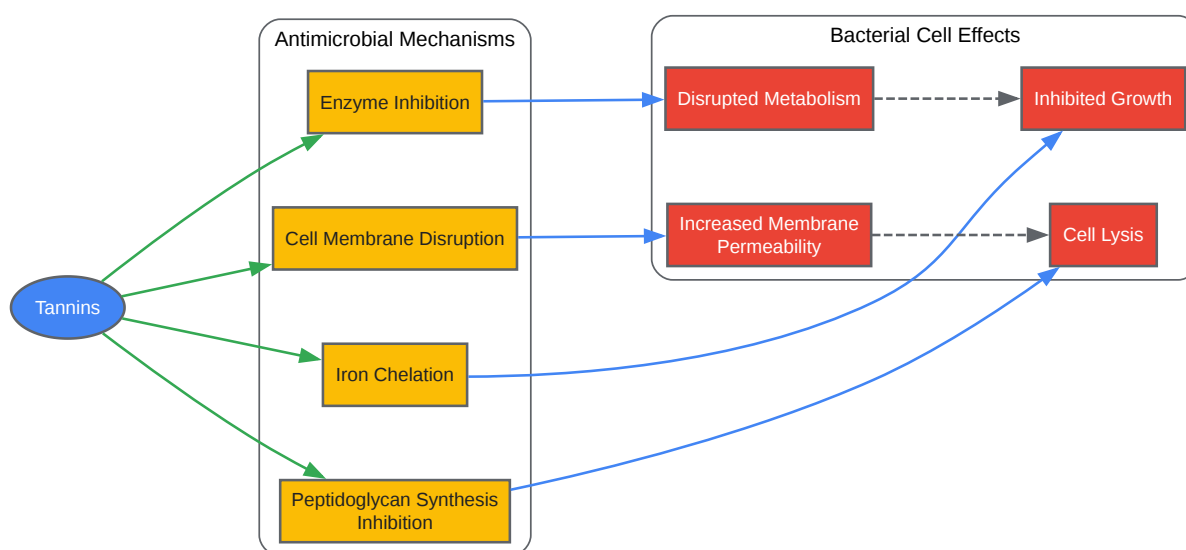 Antimicrobial Mechanisms
Bacterial Cell Effects
Enzyme Inhibition
Disrupted Metabolism
Inhibited Growth
Cell Membrane Disruption
Increased Membrane
Permeability
Cell Lysis
Tannins
Iron Chelation
Peptidoglycan Synthesis
Inhibition